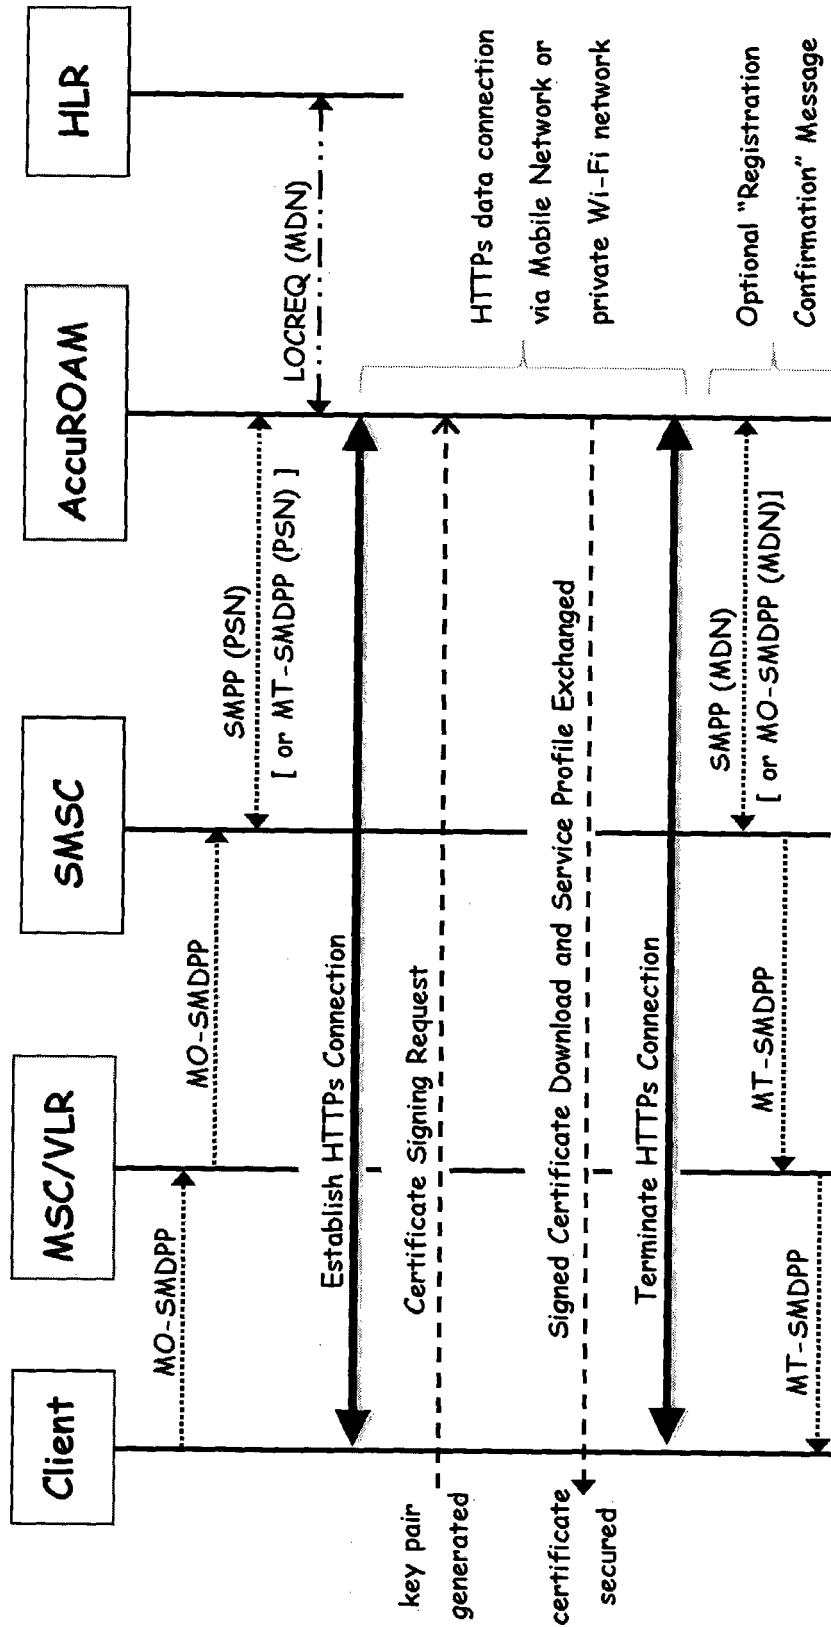 Client
MSC/VLR
SMSC
AccuROAM
HLR
MO-SMDPP
MO-SMDPP
SMPP (PSN)
[ or MT-SMDPP (PSN) ]
LOCREQ (MDN)
Establish HTTPs Connection
key pair
generated
Certificate Signing Request
HTTPs data connection
via Mobile Network or
private Wi-Fi network
certificate
secured
Signed Certificate Download and Service Profile Exchanged
Terminate HTTPs Connection
SMPP (MDN)
[ or MO-SMDPP (MDN)]
MT-SMDPP
MT-SMDPP
Optional "Registration
Confirmation" Message